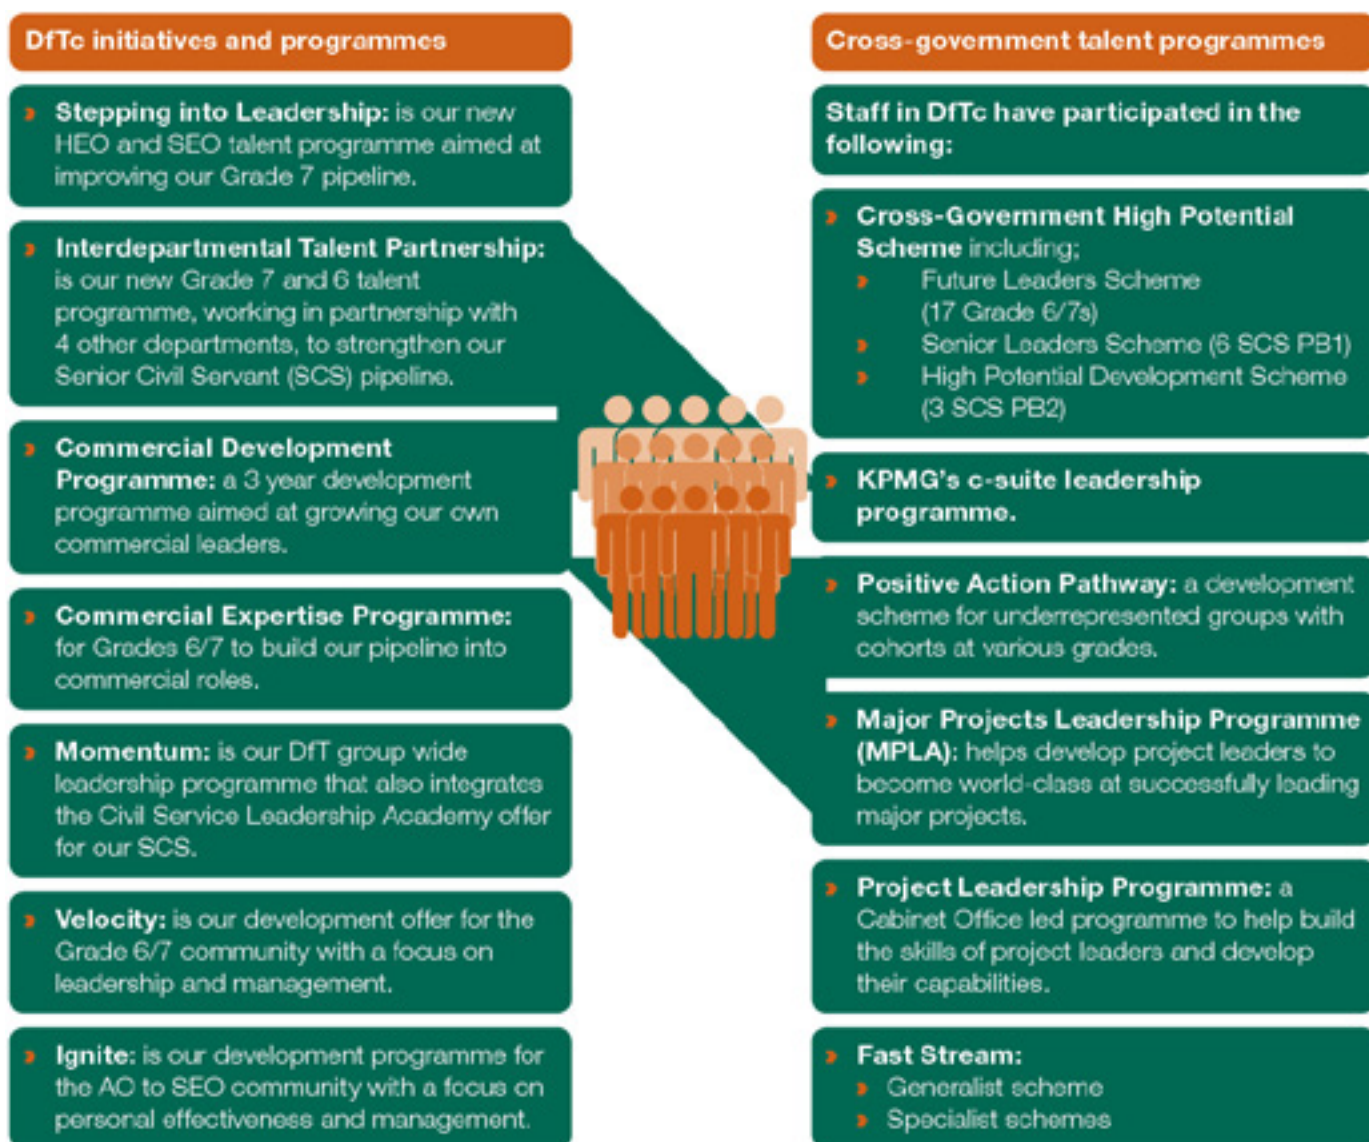 DfTc initiatives and programmes
Stepping into Leadership: is our new
HEO and SEO talent programme aimed at
improving our Grade 7 pipeline.
Interdepartmental Talent Partnership:
is our new Grade 7 and 6 talent
programme, working in partnership with
4 other departments, to strengthen our
Senior Civil Servant (SCS) pipeline.
Commercial Development
Programme: a 3 year development
programme aimed at growing our own
commercial leaders.
Commercial Expertise Programme:
for Grades 6/7 to build our pipeline into
commercial roles.
Momentum: is our DfT group wide
leadership programme that also integrates
the Civil Service Leadership Academy offer
for our SCS.
Velocity: is our development offer for the
Grade 6/7 community with a focus on
leadership and management.
Ignite: is our development programme for
the AO to SEO community with a focus on
personal effectiveness and management.
Cross-government talent programmes
Staff in DfTc have participated in the
following:
Cross-Government High Potential
Scheme including;
Future Leaders Scheme
(17 Grade 6/7s)
Senior Leaders Scheme (6 SCS PB1)
High Potential Development Scheme
(3 SCS PB2)
KPMG's c-suite leadership
programme.
Positive Action Pathway: a development
scheme for underrepresented groups with
cohorts at various grades.
Major Projects Leadership Programme
(MPLA): helps develop project leaders to
become world-class at successfully leading
major projects.
Project Leadership Programme: a
Cabinet Office led programme to help build
the skills of project leaders and develop
their capabilities.
Fast Stream:
Generalist scheme
Specialist schemes